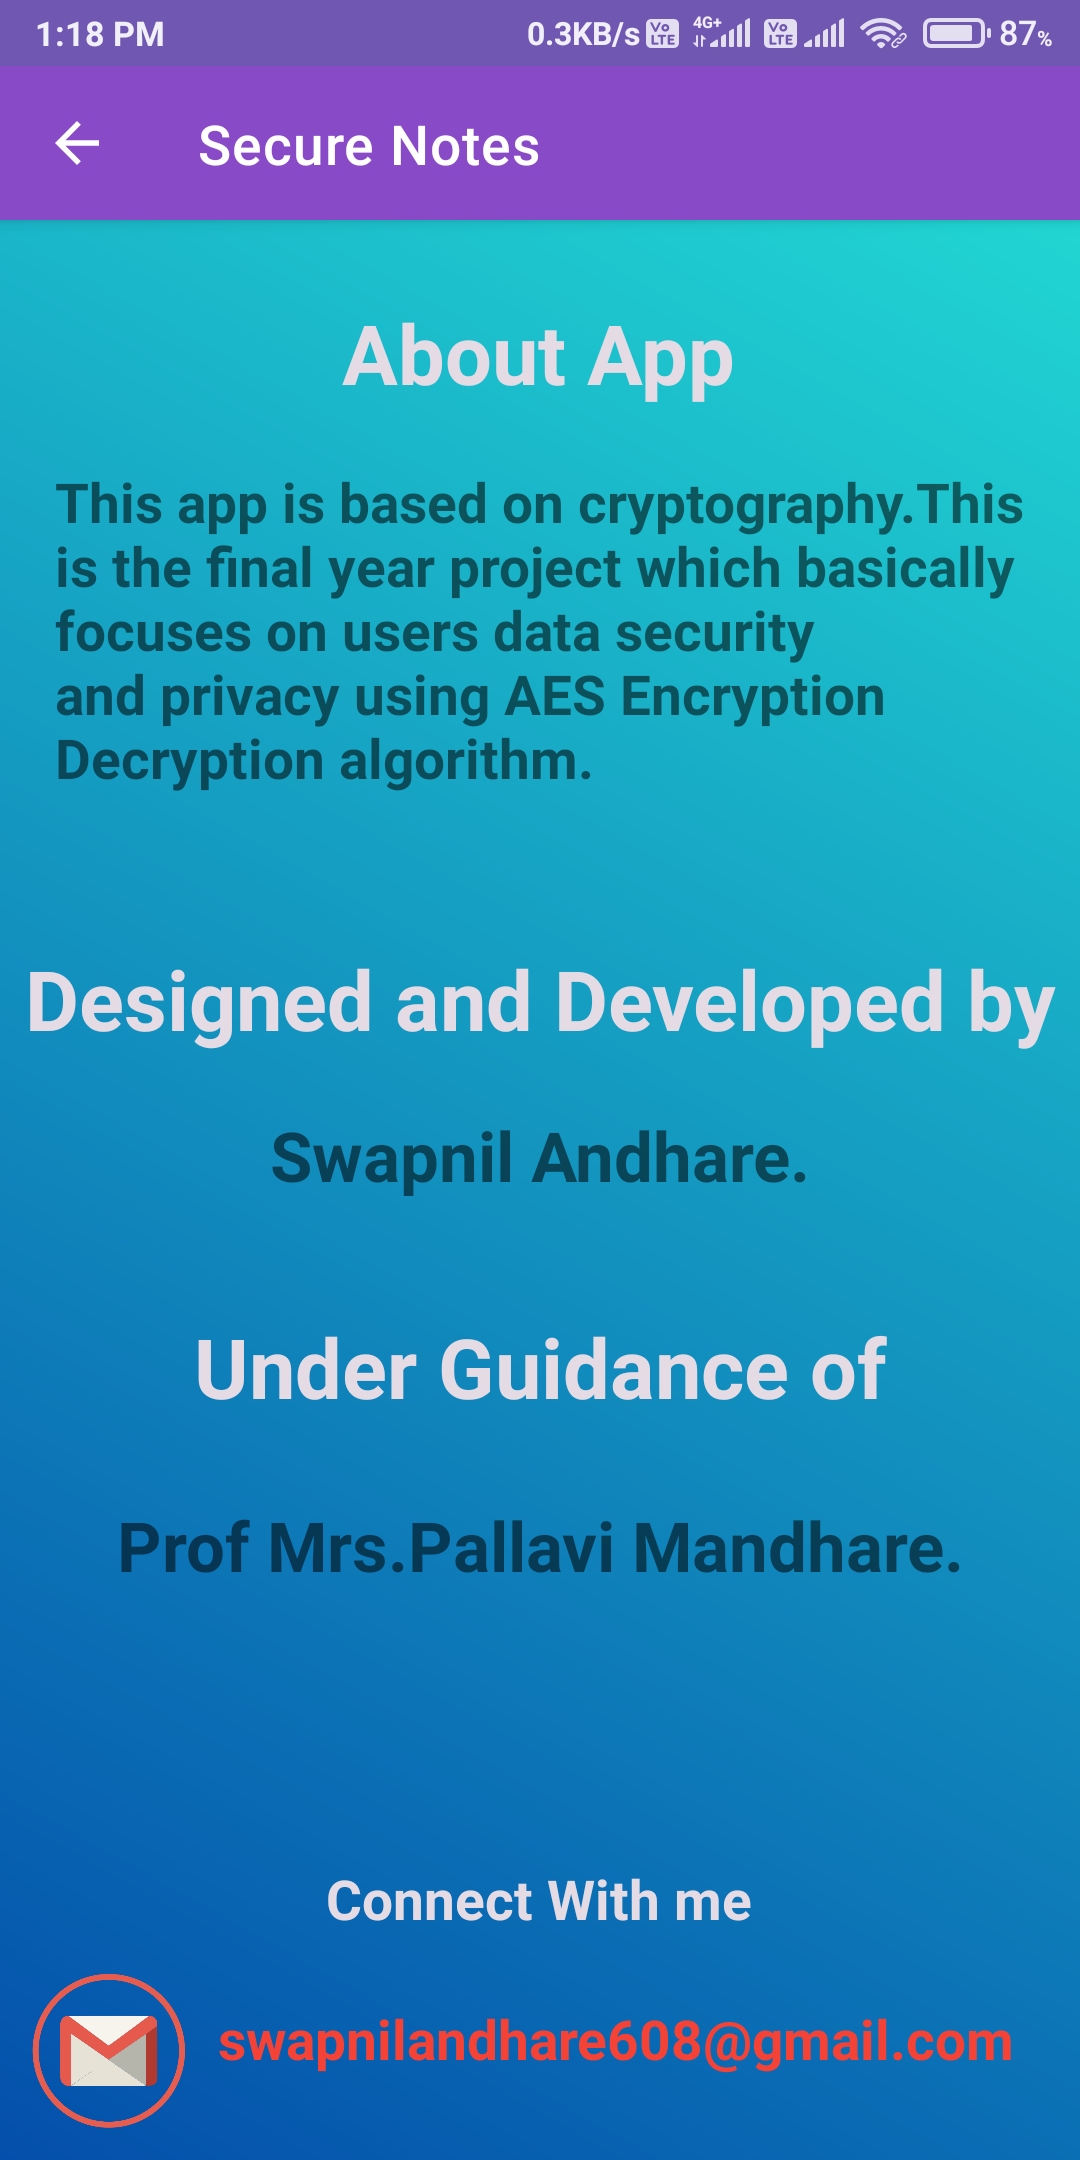 1:18 PM 0.3KB/s Vo LTE 4G+ Vo LTE 87%
Secure Notes
About App
This app is based on cryptography.This
is the final year project which basically
focuses on users data security
and privacy using AES Encryption
Decryption algorithm.
Designed and Developed by
Swapnil Andhare.
Under Guidance of
Prof Mrs.Pallavi Mandhare.
Connect With me
swapnilandhare608@gmail.com